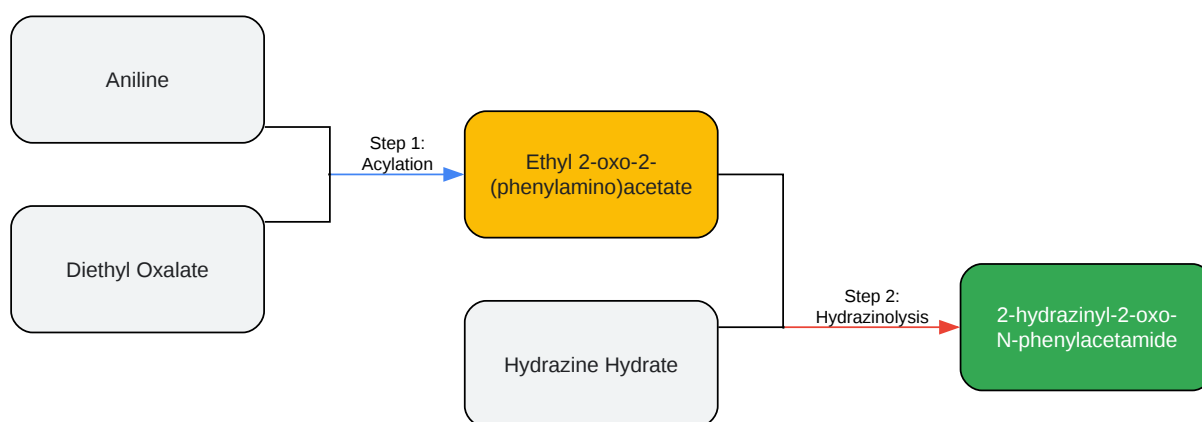 Aniline
Diethyl Oxalate
Step 1:
Acylation
Ethyl 2-oxo-2-
(phenylamino)acetate
Hydrazine Hydrate
Step 2:
Hydrazinolysis
2-hydrazinyl-2-oxo-
N-phenylacetamide